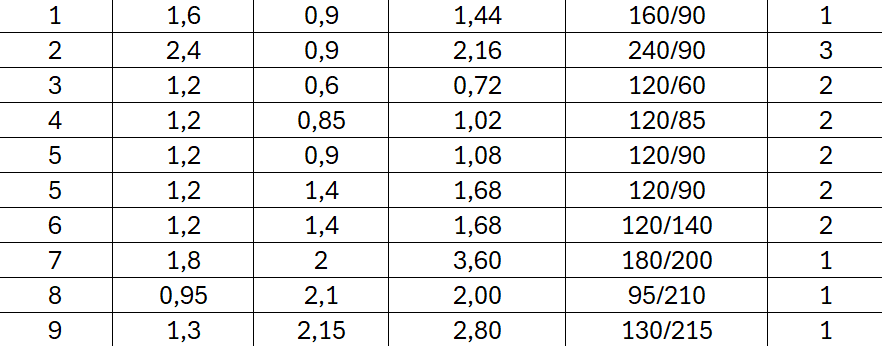 1 1,6 0,9 1,44 160/90 1
2 2,4 0,9 2,16 240/90 3
3 1,2 0,6 0,72 120/60 2
4 1,2 0,85 1,02 120/85 2
5 1,2 0,9 1,08 120/90 2
5 1,2 1,4 1,68 120/90 2
6 1,2 1,4 1,68 120/140 2
7 1,8 2 3,60 180/200 1
8 0,95 2,1 2,00 95/210 1
9 1,3 2,15 2,80 130/215 1